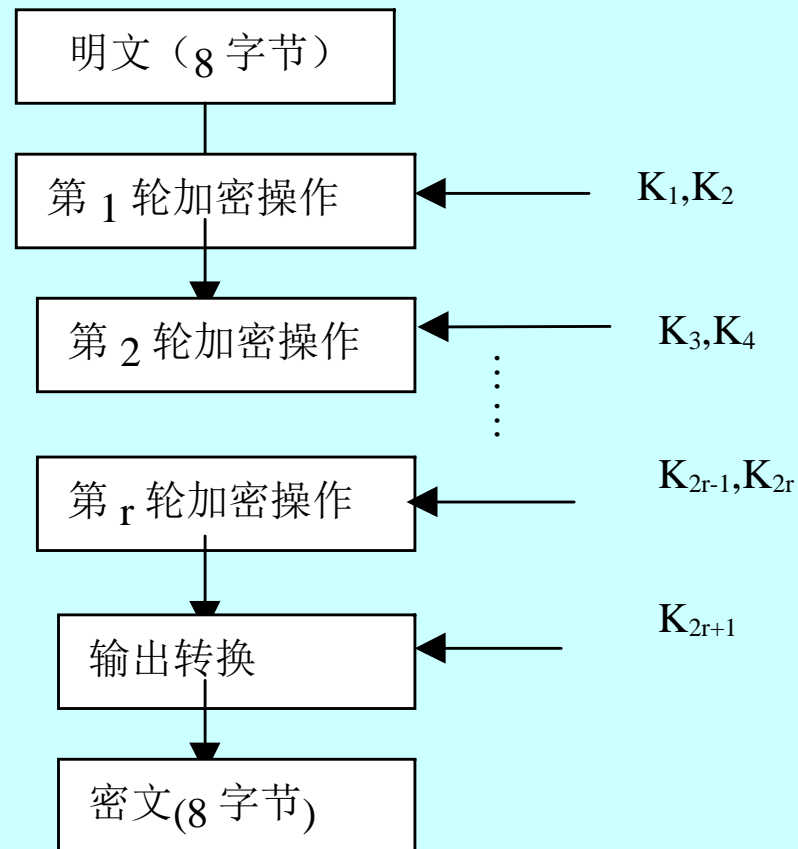 明文（8 字节）
第 1 轮加密操作
K₁,K₂
第 2 轮加密操作
K₃,K₄
……
第 r 轮加密操作
K₂ᵣ₋₁,K₂ᵣ
输出转换
K₂ᵣ₊₁
密文(8 字节)